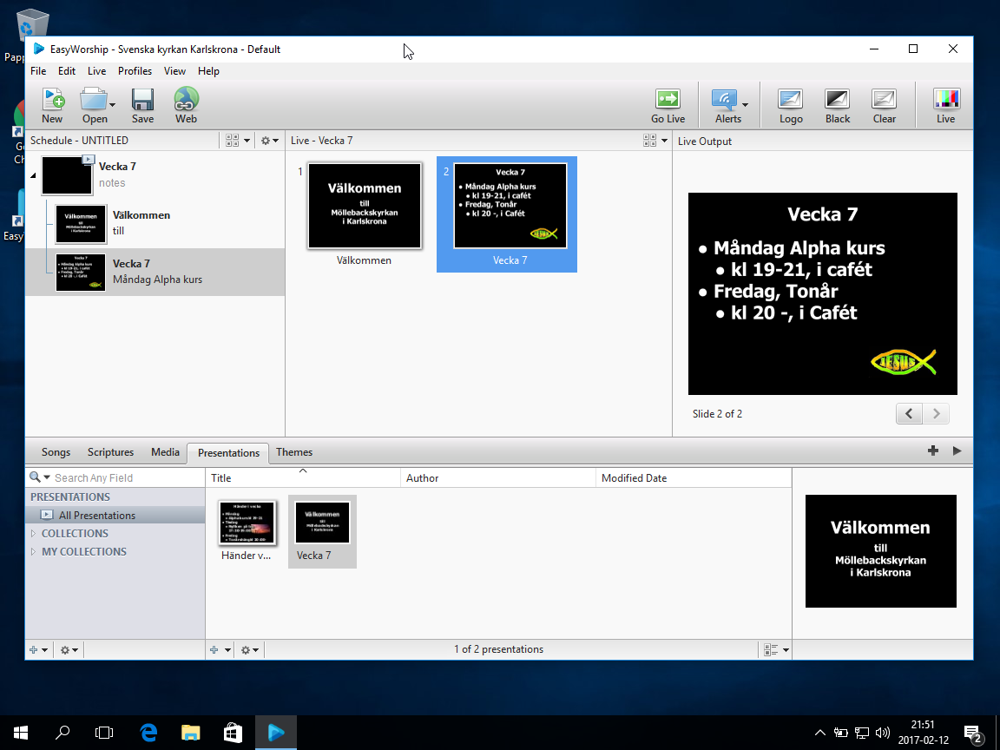 Papp
EasyWorship - Svenska kyrkan Karlskrona - Default
File Edit Live Profiles View Help
New Open Save Web Go Live Alerts Logo Black Clear Live
Schedule - UNTITLED
Live - Vecka 7
Live Output
Vecka 7
notes
Välkommen
till
Möllebackskyrkan
i Karlskrona
Välkommen
till
Vecka 7
Måndag Alpha kurs
kl 19-21, i cafét
Fredag, Tonår
kl 20 -, i Cafét
Vecka 7
Måndag Alpha kurs
1
Välkommen
till
Möllebackskyrkan
i Karlskrona
Välkommen
2
Vecka 7
• Måndag Alpha kurs
• kl 19-21, i cafét
• Fredag, Tonår
• kl 20 -, i Cafét
JESUS
Vecka 7
Vecka 7
• Måndag Alpha kurs
• kl 19-21, i cafét
• Fredag, Tonår
• kl 20 -, i Cafét
JESUS
Slide 2 of 2
Go
Ch
Easy
Songs Scriptures Media Presentations Themes
Search Any Field
Title Author Modified Date
PRESENTATIONS
All Presentations
COLLECTIONS
MY COLLECTIONS
Händer i vecka
Händer v...
Välkommen
till
Möllebackskyrkan
i Karlskrona
Vecka 7
Välkommen
till
Möllebackskyrkan
i Karlskrona
1 of 2 presentations
21:51
2017-02-12
2